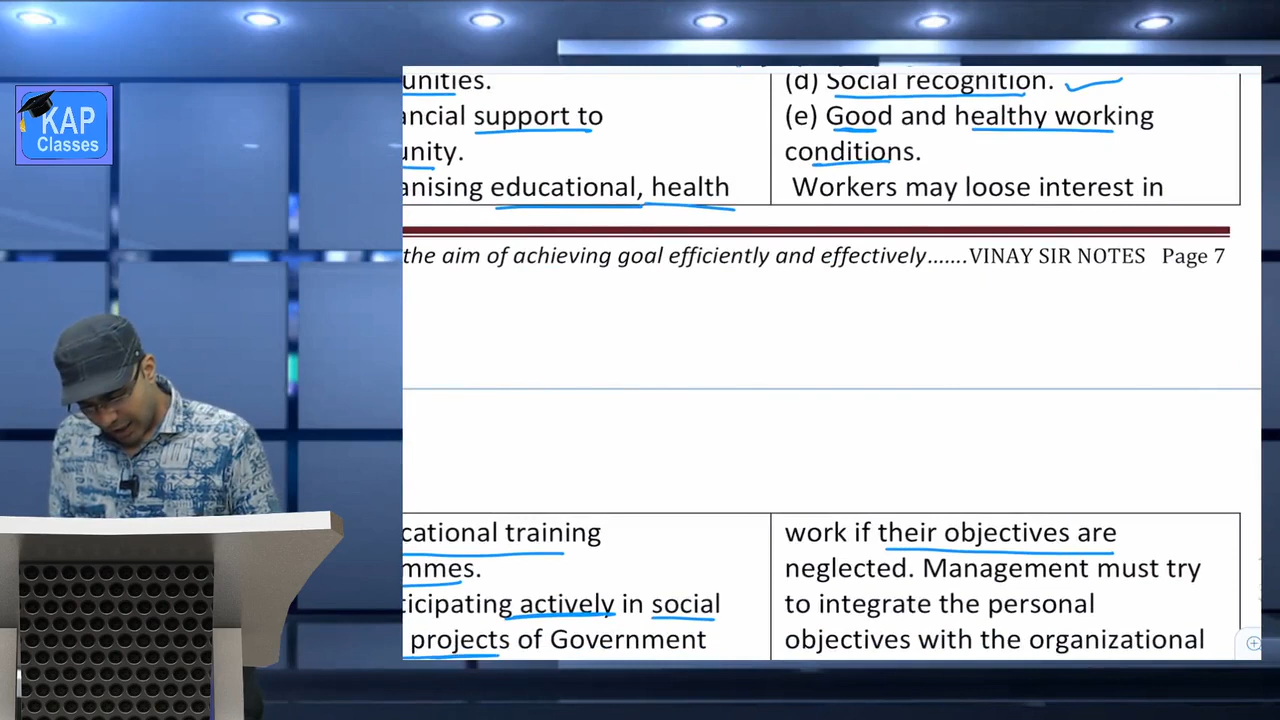 KAP
Classes
unities.
ancial support to
unity.
anising educational, health
(d) Social recognition.
(e) Good and healthy working
conditions.
Workers may loose interest in
the aim of achieving goal efficiently and effectively.......VINAY SIR NOTES Page 7
cational training
mmes.
ticipating actively in social
projects of Government
work if their objectives are
neglected. Management must try
to integrate the personal
objectives with the organizational